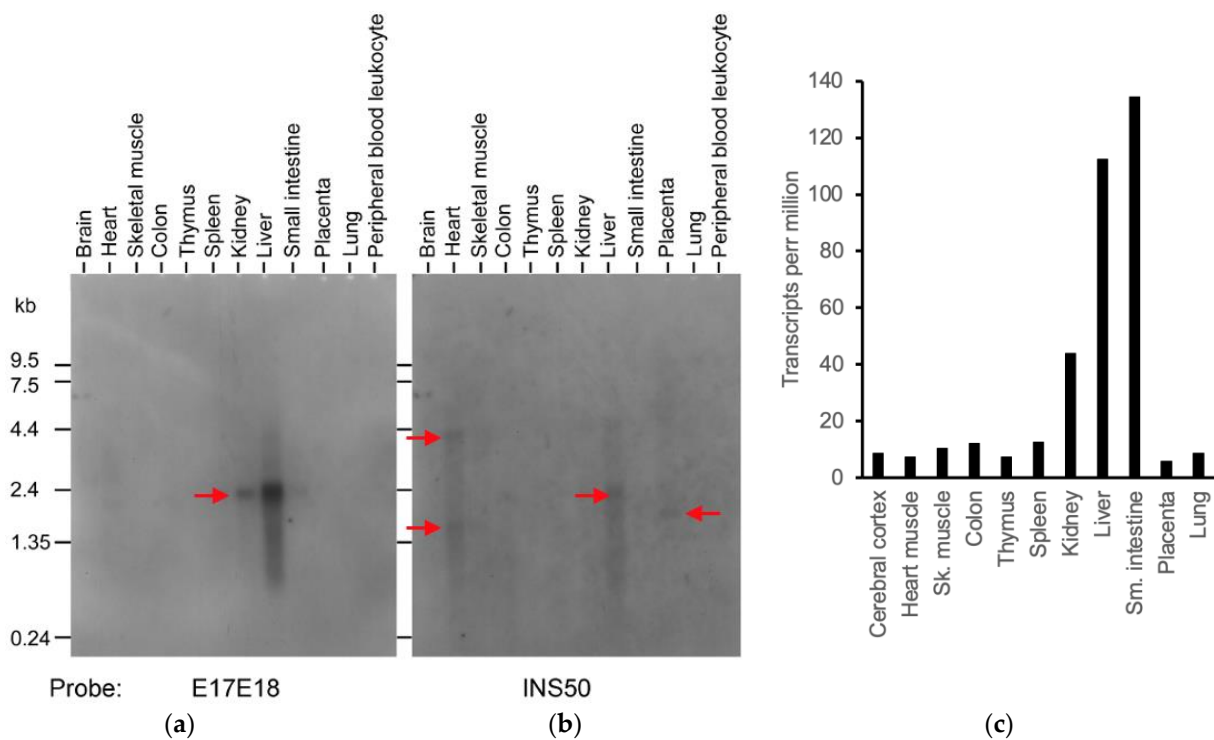 Brain
Heart
Skeletal muscle
Colon
Thymus
Spleen
Kidney
Liver
Small intestine
Placenta
Lung
Peripheral blood leukocyte
Brain
Heart
Skeletal muscle
Colon
Thymus
Spleen
Kidney
Liver
Small intestine
Placenta
Lung
Peripheral blood leukocyte
kb
9.5
7.5
4.4
2.4
1.35
0.24
Probe: E17E18 INS50
(a) (b)
Transcripts perr million
140
120
100
80
60
40
20
0
Cerebral cortex
Heart muscle
Sk. muscle
Colon
Thymus
Spleen
Kidney
Liver
Sm. intestine
Placenta
Lung
(c)